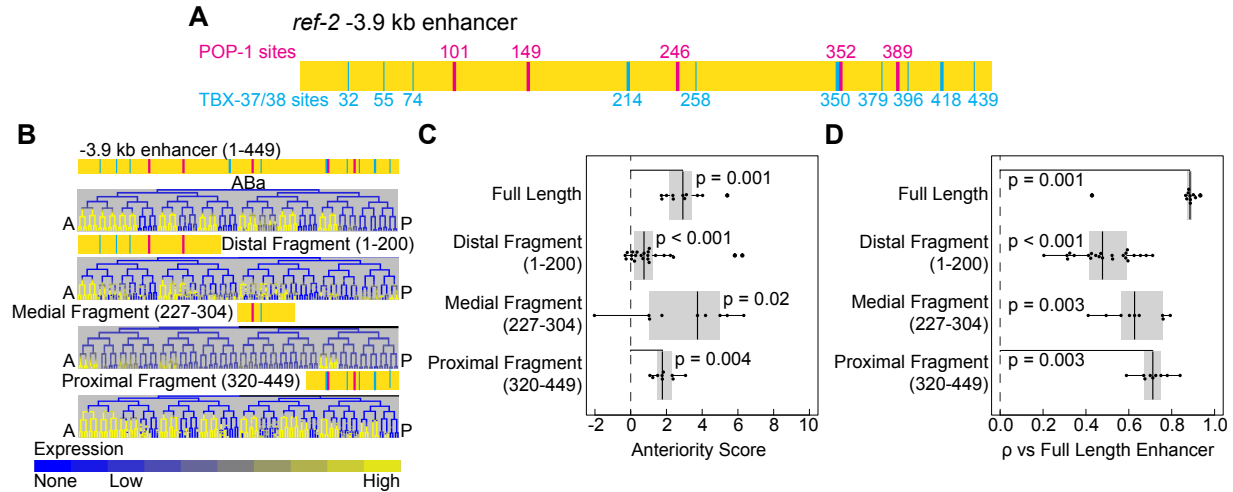 A
ref-2 -3.9 kb enhancer
POP-1 sites
101 149 246 352 389
TBX-37/38 sites
32 55 74 214 258 350 379 396 418 439
B
-3.9 kb enhancer (1-449)
ABa
A P
Distal Fragment (1-200)
A P
Medial Fragment (227-304)
A P
Proximal Fragment (320-449)
A P
Expression
None Low High
C
Full Length
p = 0.001
Distal Fragment
(1-200)
p < 0.001
Medial Fragment
(227-304)
p = 0.02
Proximal Fragment
(320-449)
p = 0.004
-2 0 2 4 6 8 10
Anteriority Score
D
Full Length
p = 0.001
Distal Fragment
(1-200)
p < 0.001
Medial Fragment
(227-304)
p = 0.003
Proximal Fragment
(320-449)
p = 0.003
0.0 0.2 0.4 0.6 0.8 1.0
ρ vs Full Length Enhancer